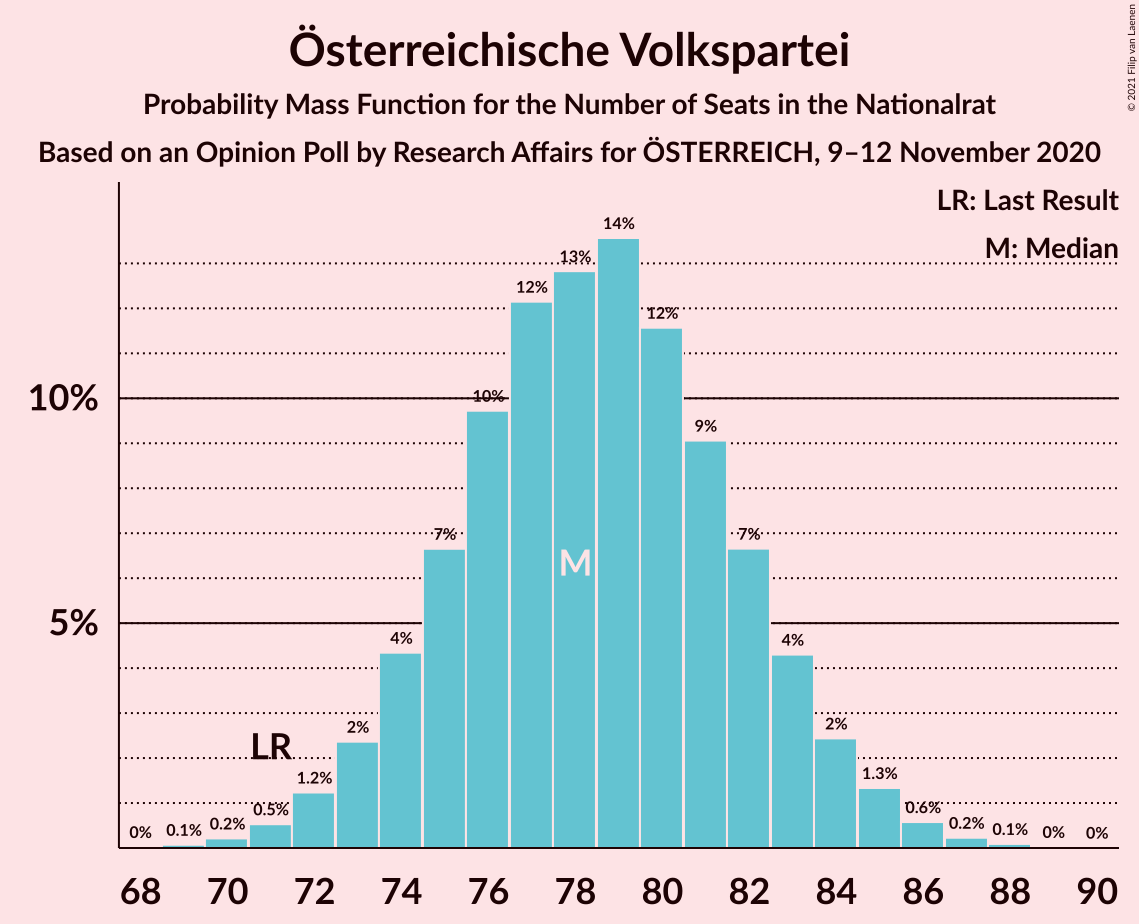 Österreichische Volkspartei
Probability Mass Function for the Number of Seats in the Nationalrat
Based on an Opinion Poll by Research Affairs for ÖSTERREICH, 9–12 November 2020
© 2021 Filip van Laenen
LR: Last Result
M: Median
10%
5%
0% 0.1% 0.2% 0.5% 1.2% 2% 4% 7% 10% 12% 13% 14% 12% 9% 7% 4% 2% 1.3% 0.6% 0.2% 0.1% 0% 0%
LR
M
68 70 72 74 76 78 80 82 84 86 88 90